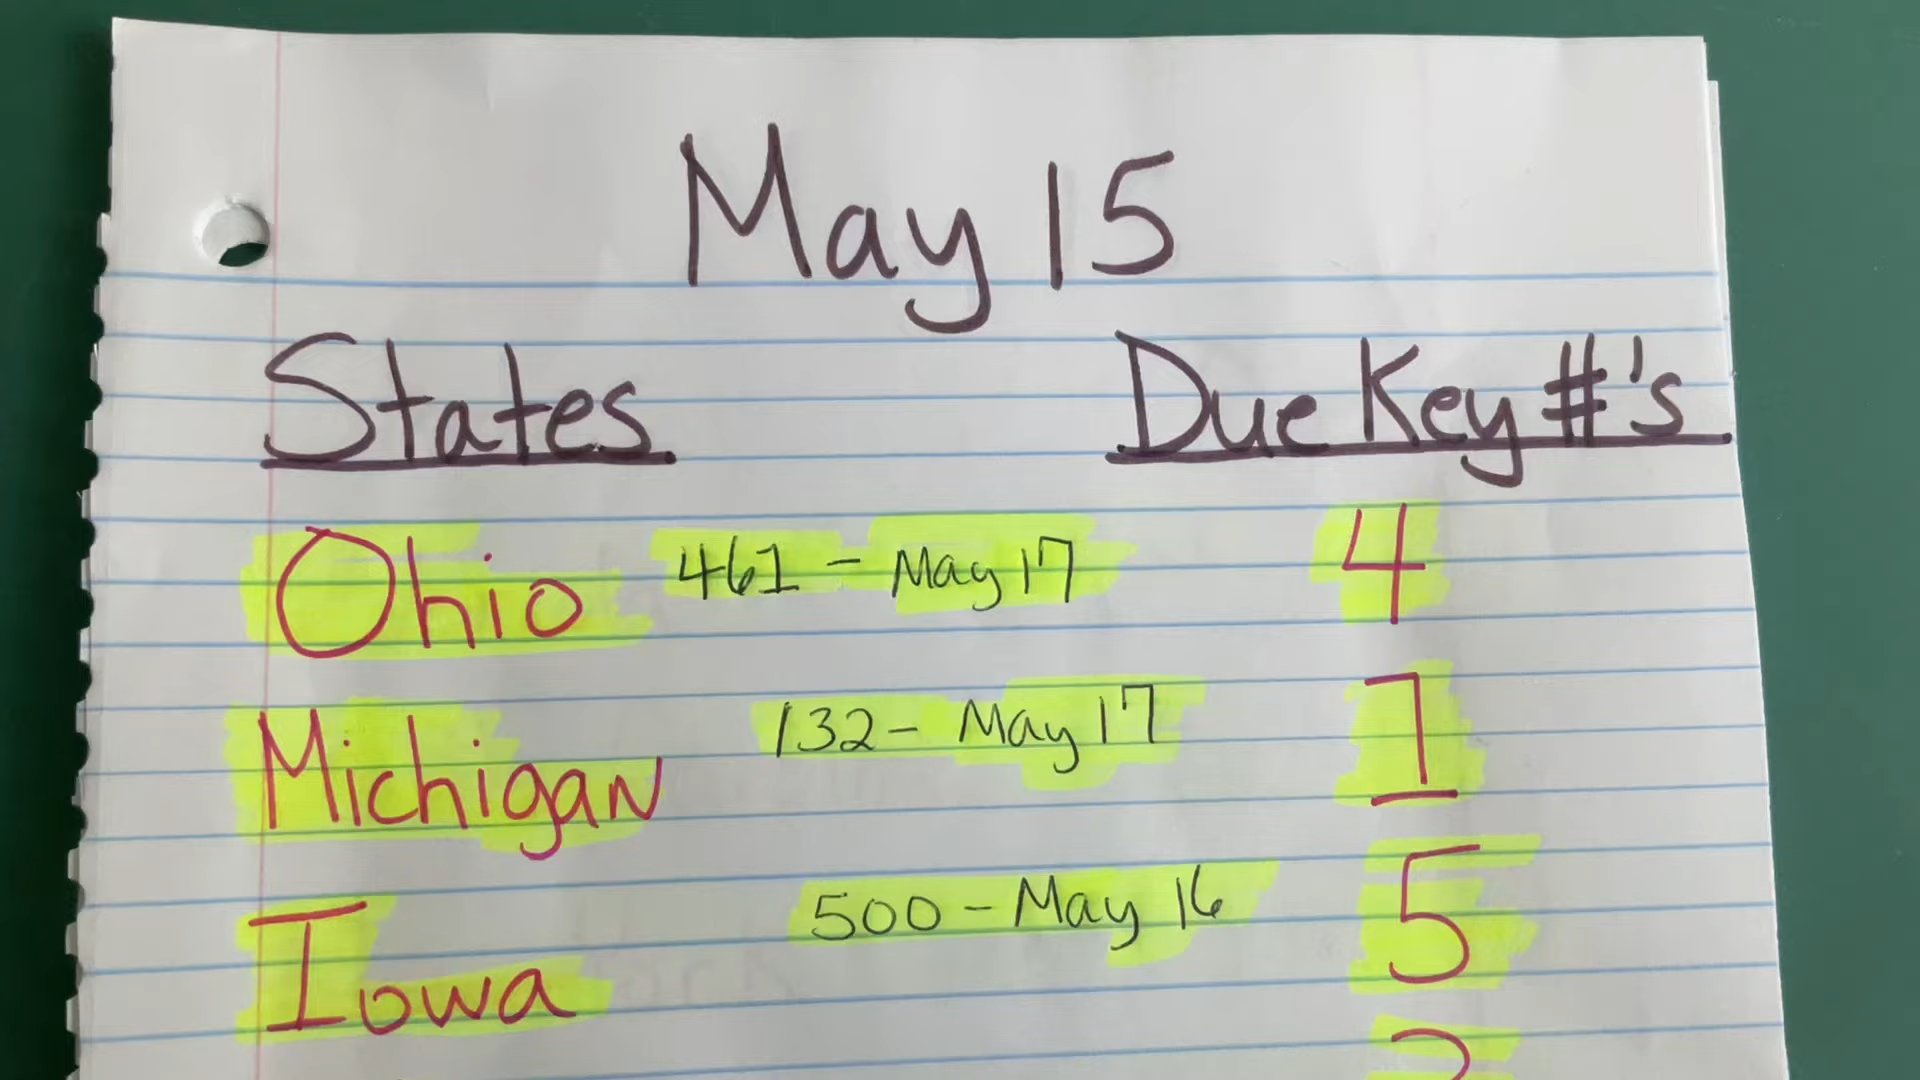 May 15
States Due Key #'s
Ohio 461 - May 17 4
Michigan 132 - May 17 1
Iowa 500 - May 16 5